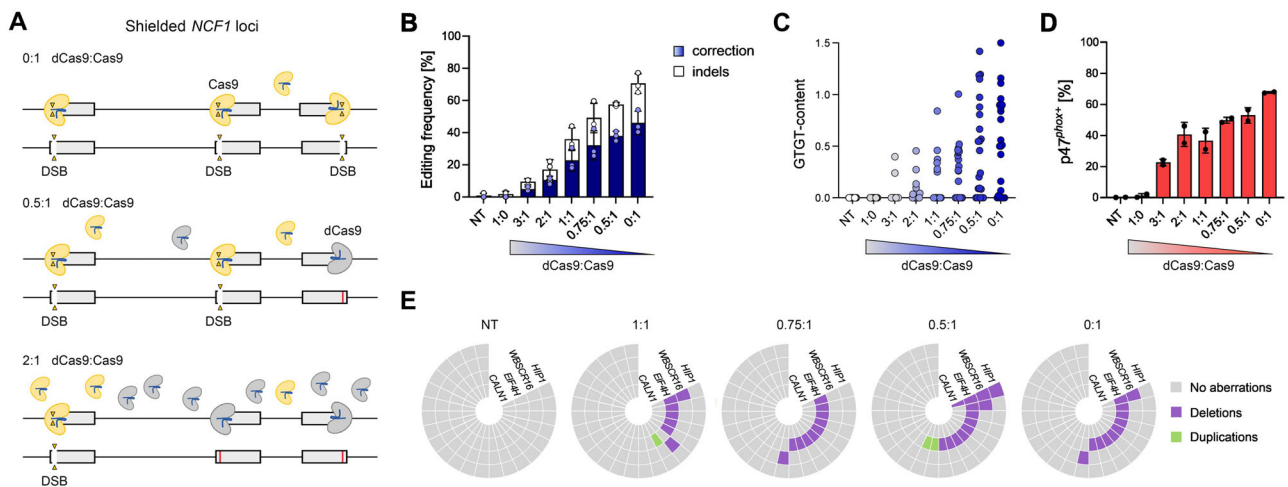 A
Shielded NCF1 loci
0:1 dCas9:Cas9
Cas9
DSB
DSB
DSB
0.5:1 dCas9:Cas9
dCas9
DSB
DSB
2:1 dCas9:Cas9
DSB
B
Editing frequency [%]
100
80
60
40
20
0
NT
1:0
3:1
2:1
1:1
0.75:1
0.5:1
0:1
dCas9:Cas9
correction
indels
C
GTGT-content
1.5
1.0
0.5
0.0
NT
1:0
3:1
2:1
1:1
0.75:1
0.5:1
0:1
dCas9:Cas9
D
p47phox+ [%]
100
80
60
40
20
0
NT
1:0
3:1
2:1
1:1
0.75:1
0.5:1
0:1
dCas9:Cas9
E
NT
CALN1
EIF4H
WBSCR16
HIP1
1:1
CALN1
EIF4H
WBSCR16
HIP1
0.75:1
CALN1
EIF4H
WBSCR16
HIP1
0.5:1
CALN1
EIF4H
WBSCR16
HIP1
0:1
CALN1
EIF4H
WBSCR16
HIP1
No aberrations
Deletions
Duplications